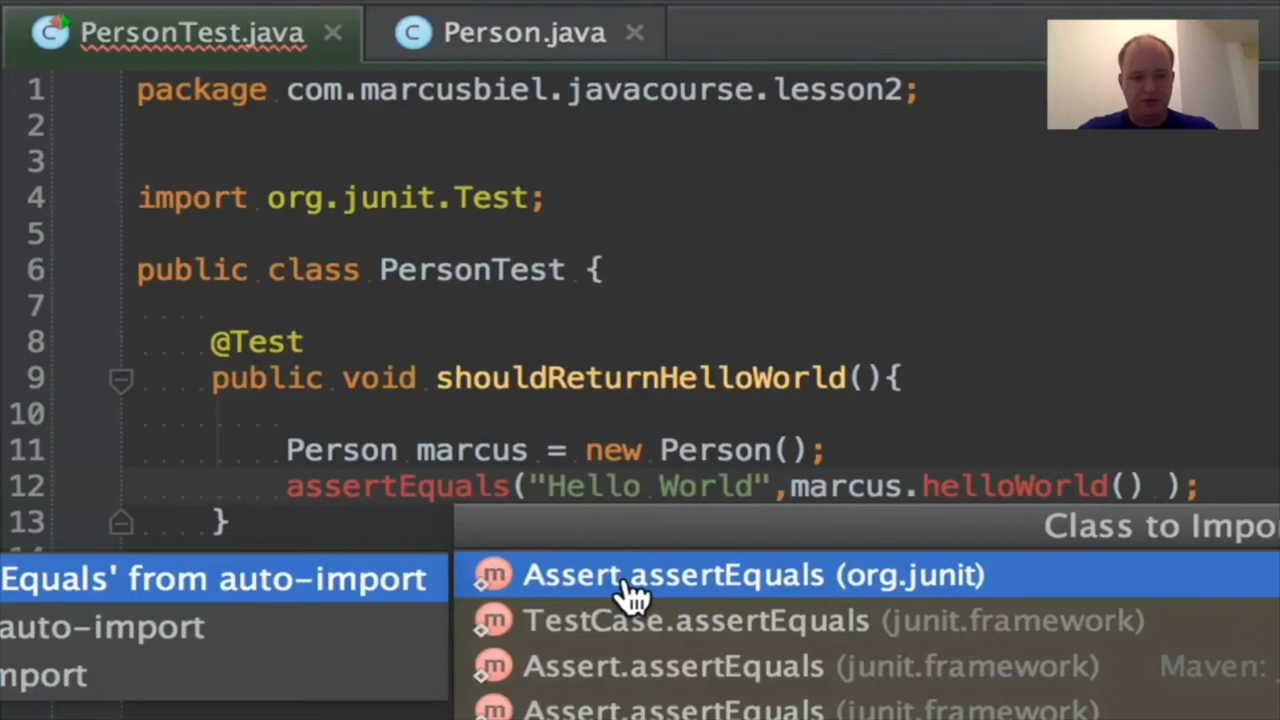 PersonTest.java Person.java
1 package com.marcusbiel.javacourse.lesson2;
2
3
4 import org.junit.Test;
5
6 public class PersonTest {
7
8 @Test
9 public void shouldReturnHelloWorld(){
10
11 Person marcus = new Person();
12 assertEquals("Hello World",marcus.helloWorld() );
13 }
Class to Impo
Equals' from auto-import
auto-import
mport
Assert.assertEquals (org.junit)
TestCase.assertEquals (junit.framework)
Assert.assertEquals (junit.framework) Maven:
Assert.assertEquals (junit.framework)